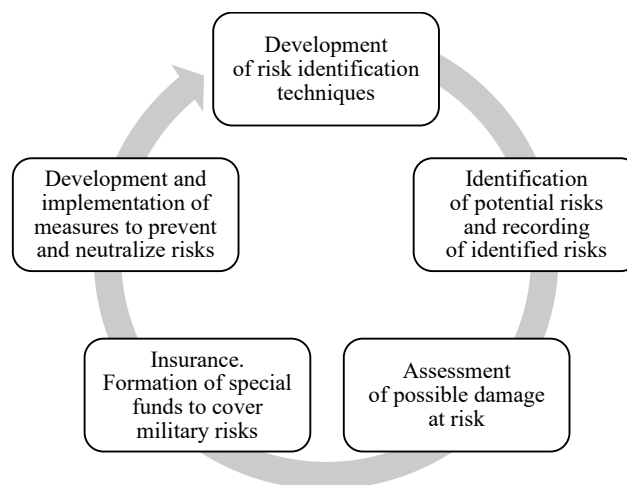 Development
of risk identification
techniques
Identification
of potential risks
and recording
of identified risks
Assessment
of possible damage
at risk
Insurance.
Formation of special
funds to cover
military risks
Development and
implementation of
measures to prevent
and neutralize risks